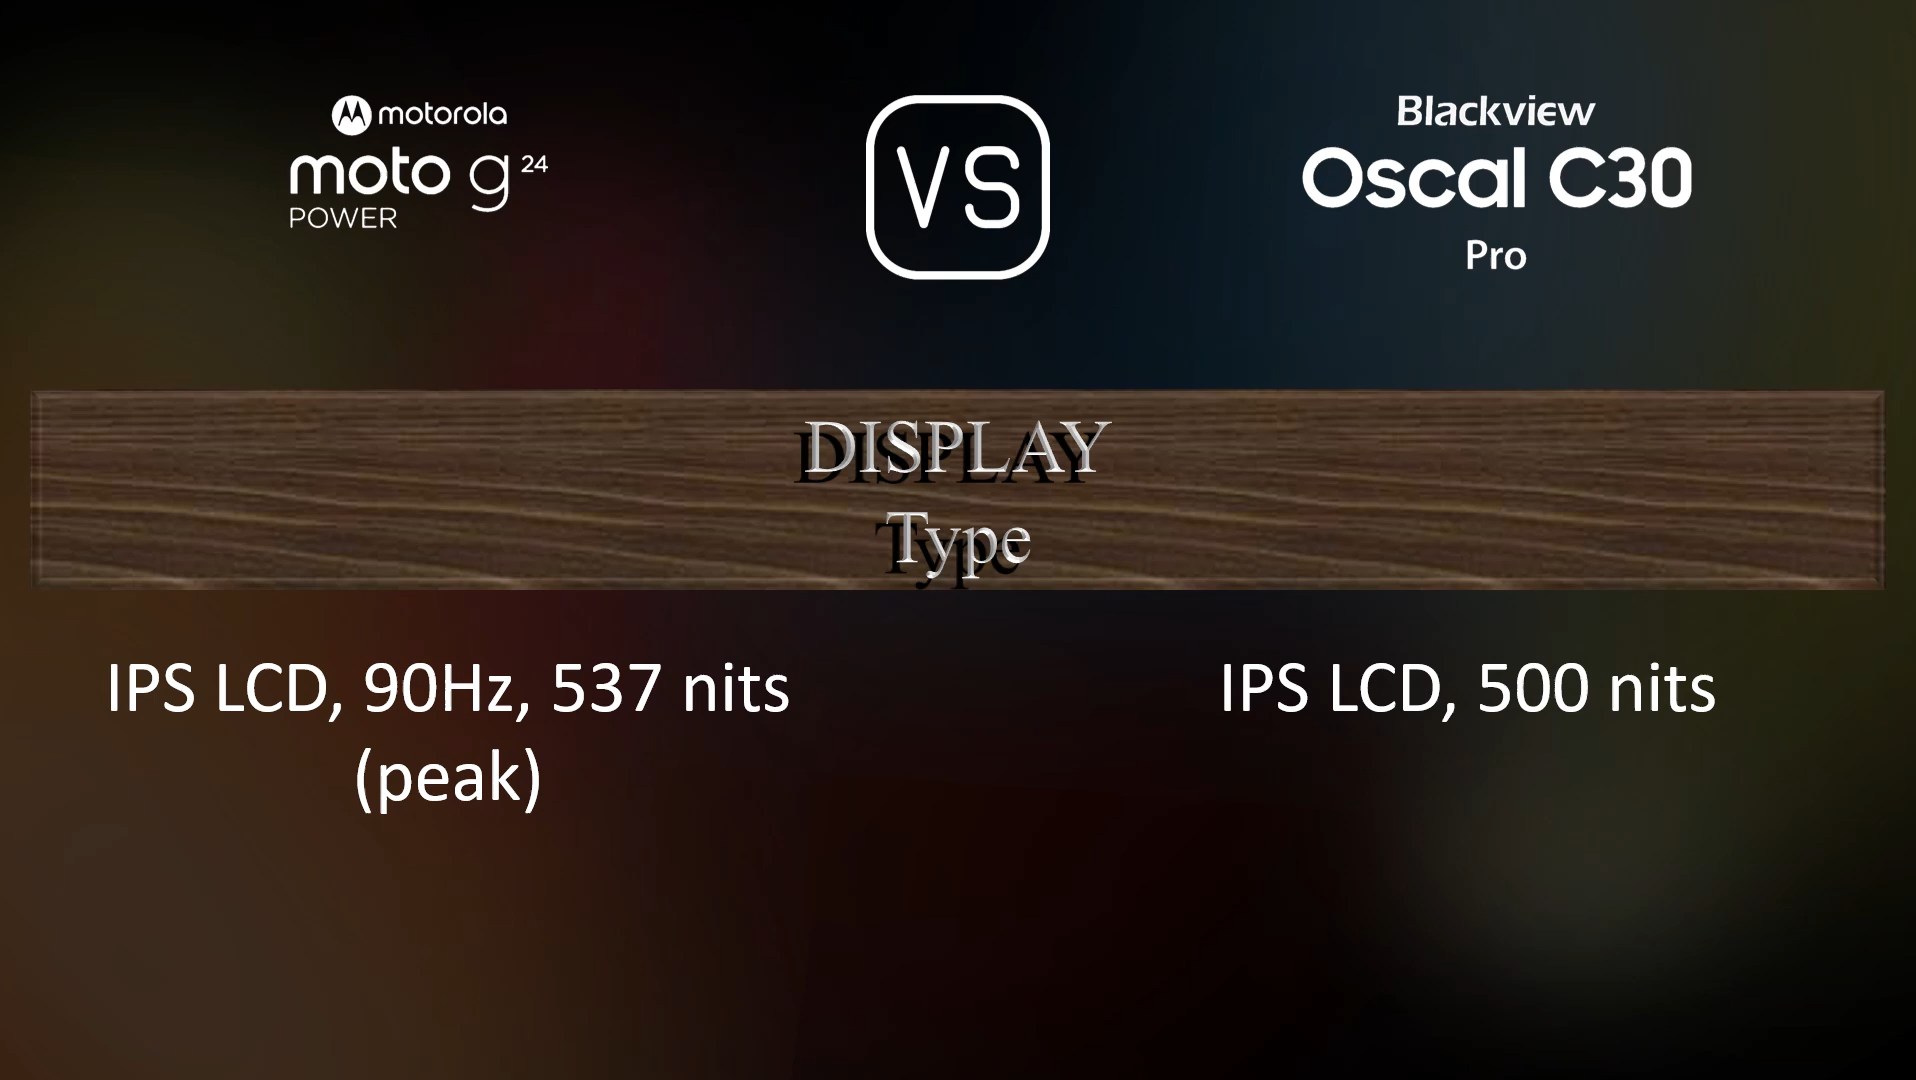 motorola
moto g 24
POWER
VS
Blackview
Oscal C30
Pro
DISPLAY
Type
IPS LCD, 90Hz, 537 nits
(peak)
IPS LCD, 500 nits